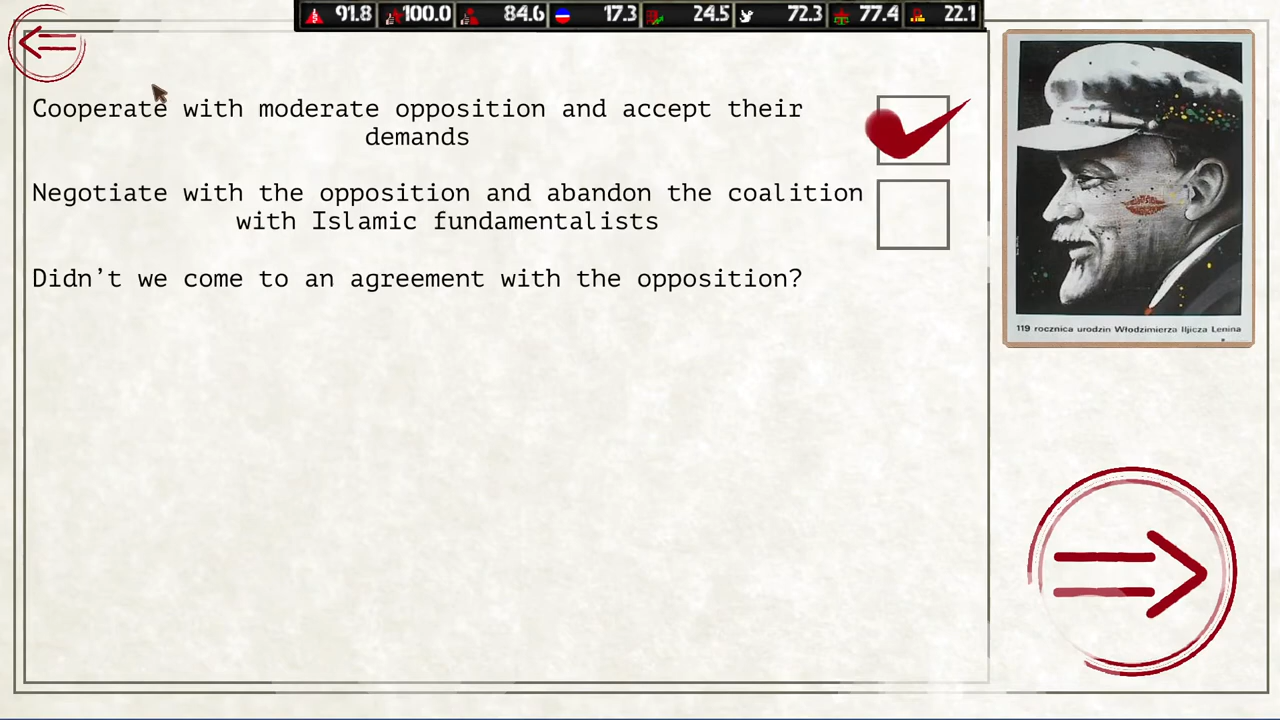 91.8 100.0 84.6 17.3 24.5 72.3 77.4 22.1
Cooperate with moderate opposition and accept their
demands
Negotiate with the opposition and abandon the coalition
with Islamic fundamentalists
Didn't we come to an agreement with the opposition?
119 rocznica urodzin Włodzimierza Iljicza Lenina